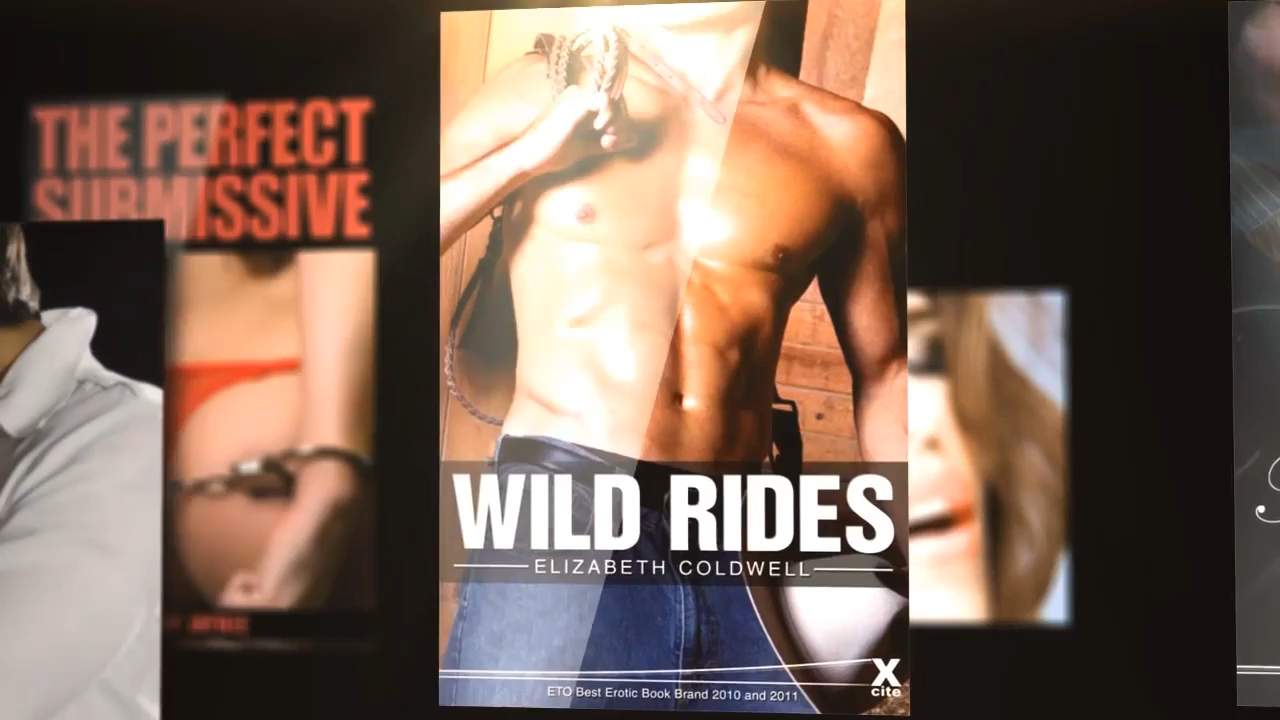 THE PERFECT
SUBMISSIVE
WILD RIDES
ELIZABETH COLDWELL
X
cite
ETO Best Erotic Book Brand 2010 and 2011